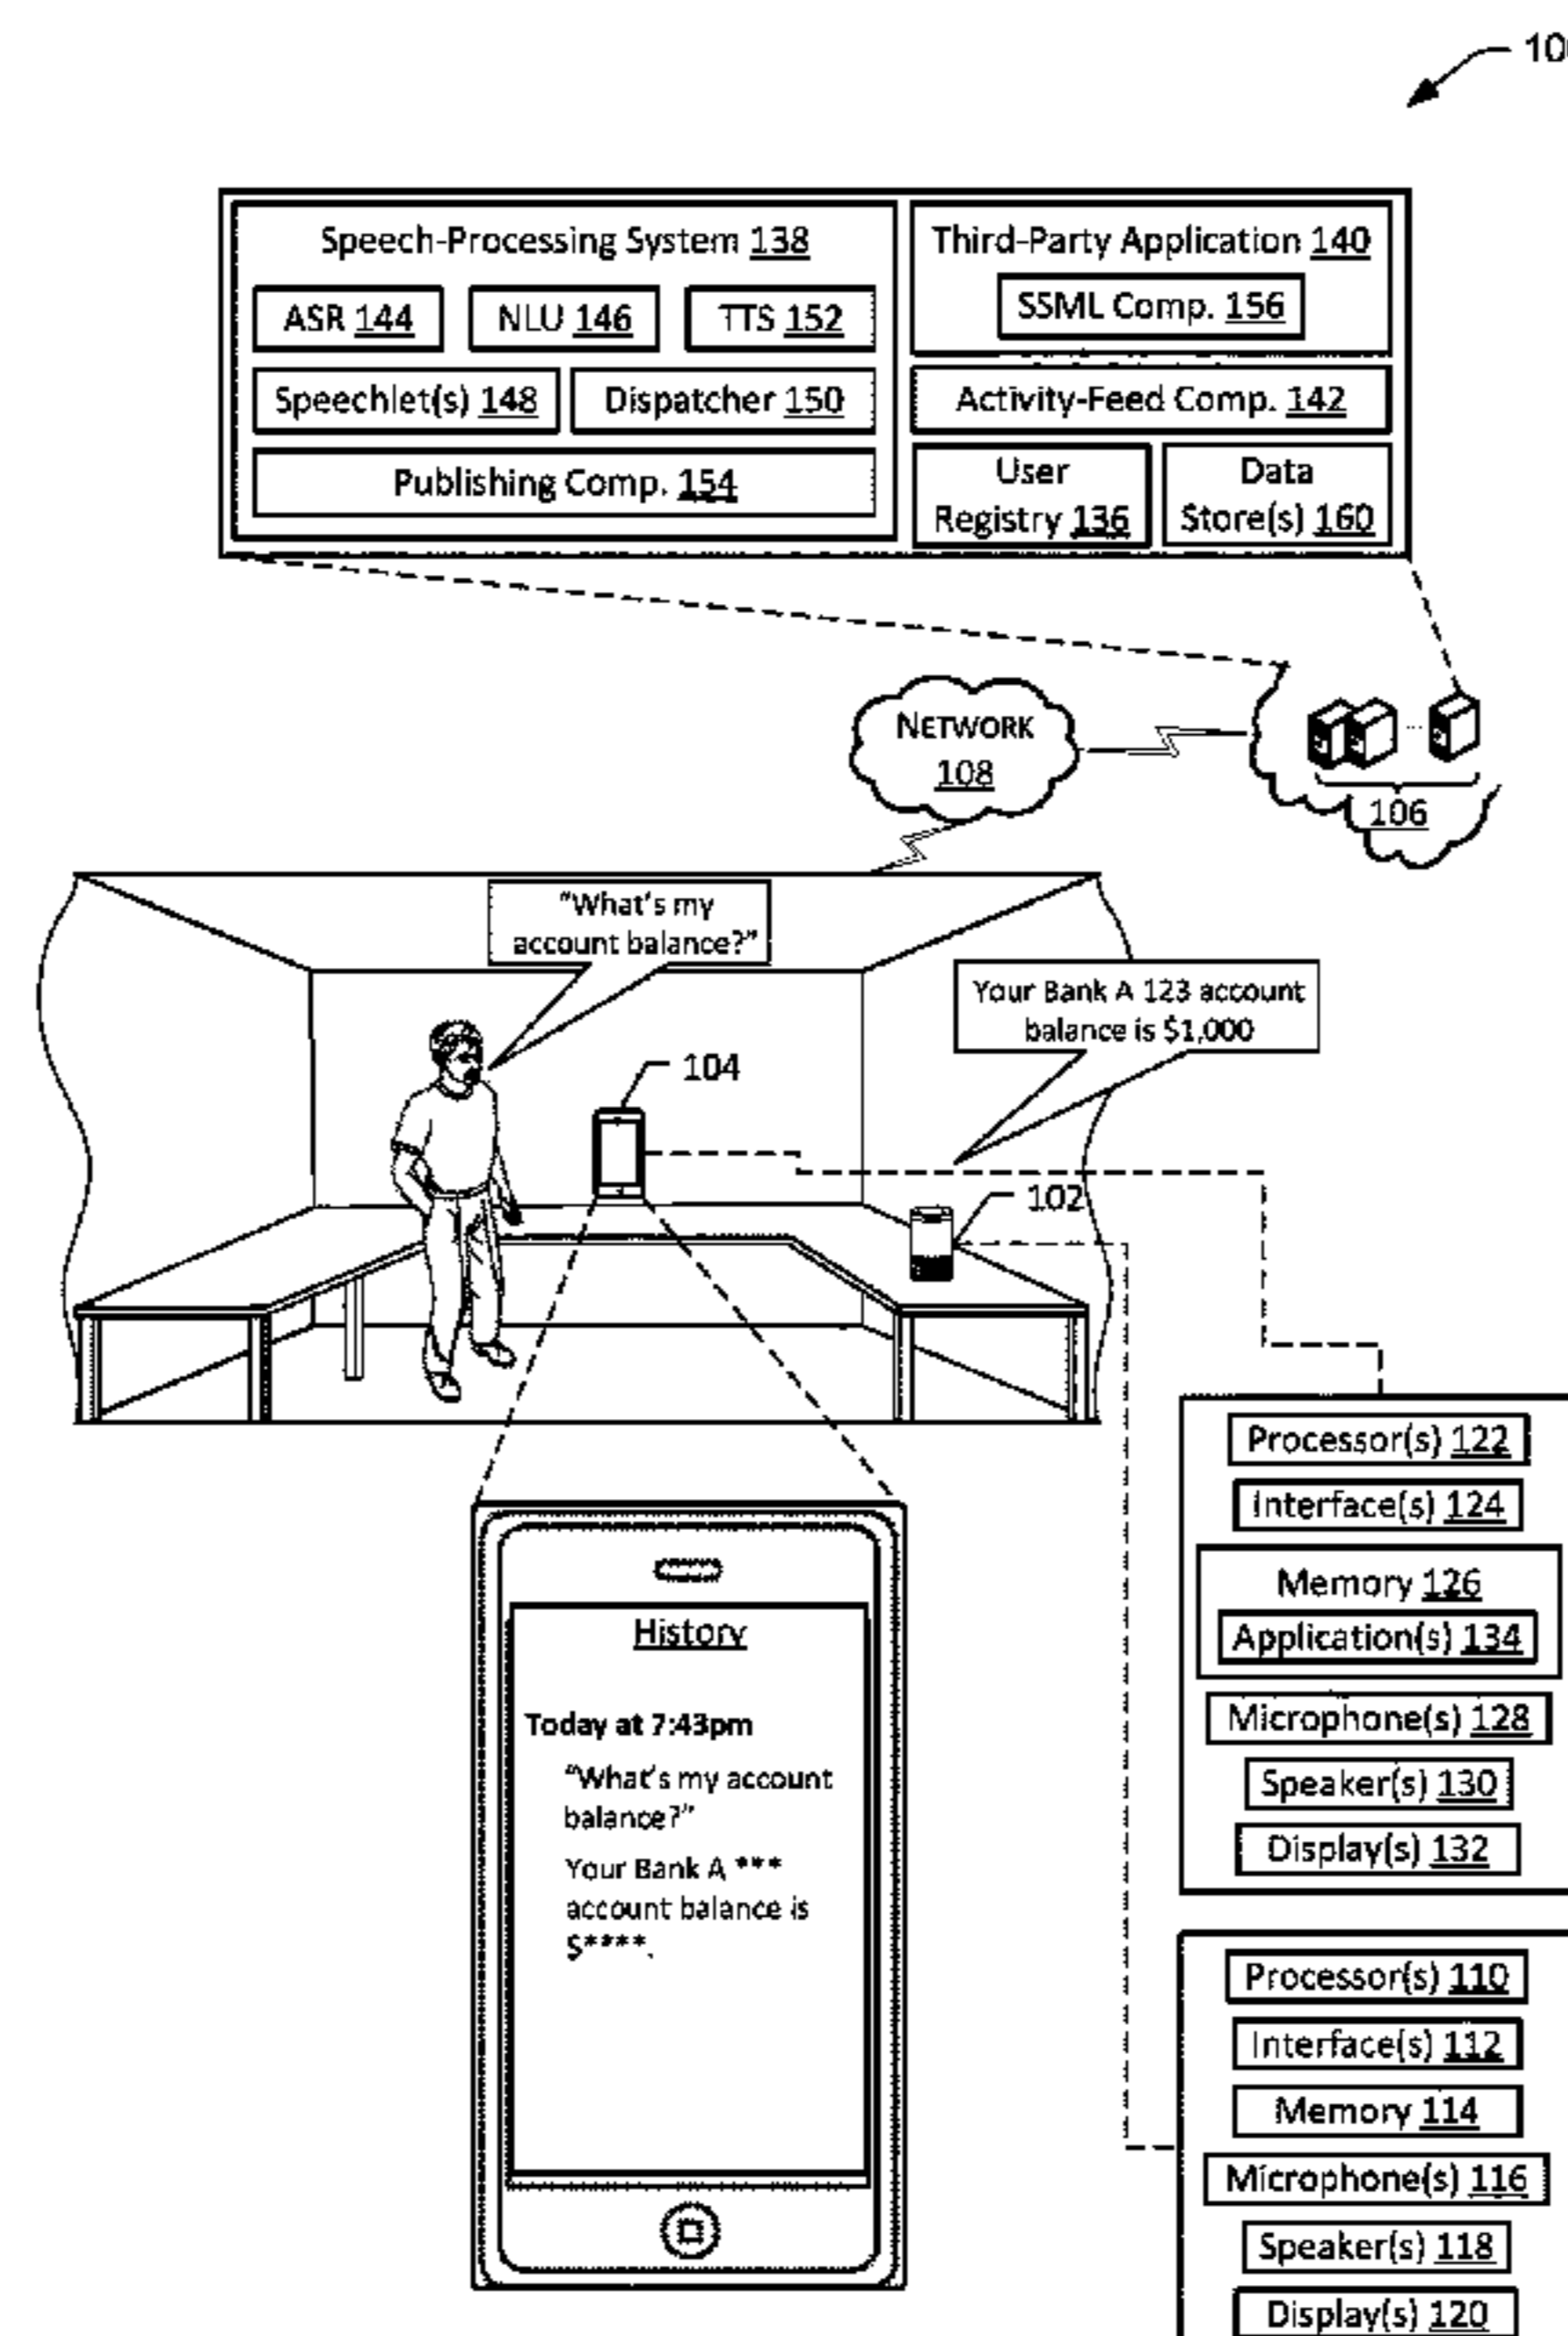 Speech-Processing System 138
ASR 144
NLU 146
TTS 152
Speechlet(s) 148
Dispatcher 150
Publishing Comp. 154
Third-Party Application 140
SSML Comp. 156
Activity-Feed Comp. 142
User
Registry 136
Data
Store(s) 160
NETWORK
108
106
"What's my
account balance?"
Your Bank A 123 account
balance is $1,000
104
102
History
Today at 7:43pm
"What's my account
balance?"
Your Bank A ***
account balance is
$****.
Processor(s) 122
Interface(s) 124
Memory 126
Application(s) 134
Microphone(s) 128
Speaker(s) 130
Display(s) 132
Processor(s) 110
Interface(s) 112
Memory 114
Microphone(s) 116
Speaker(s) 118
Display(s) 120